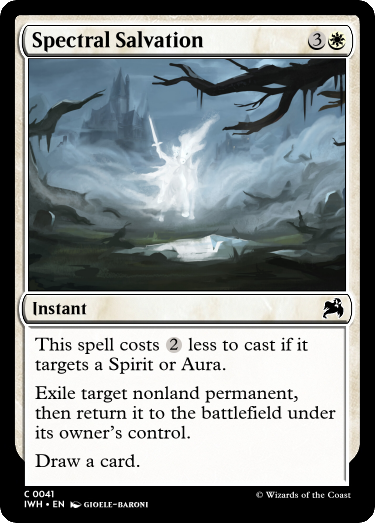 Spectral Salvation 3
Instant
This spell costs 2 less to cast if it
targets a Spirit or Aura.
Exile target nonland permanent,
then return it to the battlefield under
its owner's control.
Draw a card.
C 0041
IWH • EN GIOELE-BARONI
© Wizards of the Coast